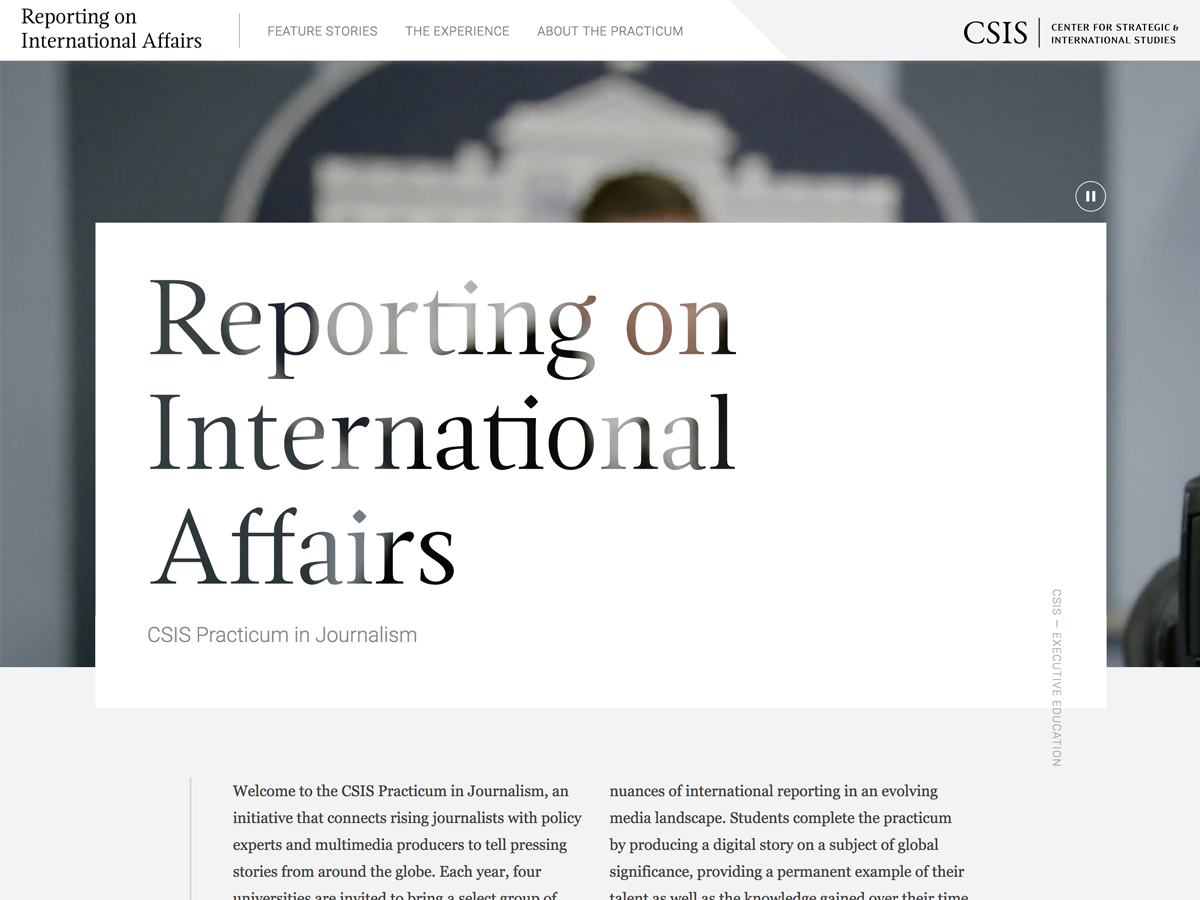 Reporting on
International Affairs
FEATURE STORIES THE EXPERIENCE ABOUT THE PRACTICUM
CSIS
CENTER FOR STRATEGIC &
INTERNATIONAL STUDIES
Reporting on
International
Affairs
CSIS Practicum in Journalism
CSIS — EXECUTIVE EDUCATION
Welcome to the CSIS Practicum in Journalism, an
initiative that connects rising journalists with policy
experts and multimedia producers to tell pressing
stories from around the globe. Each year, four
universities are invited to bring a select group of
nuances of international reporting in an evolving
media landscape. Students complete the practicum
by producing a digital story on a subject of global
significance, providing a permanent example of their
talent as well as the knowledge gained over their time